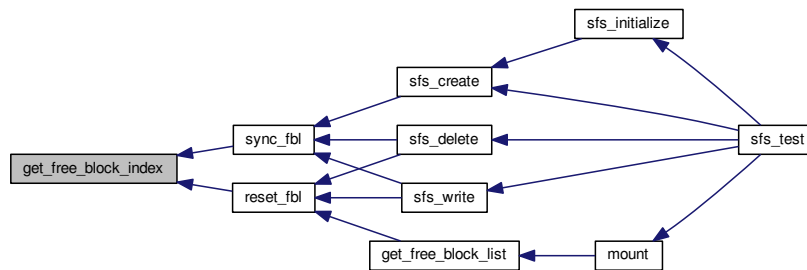 sfs_initialize
sfs_create
sync_fbl
sfs_delete
sfs_test
get_free_block_index
reset_fbl
sfs_write
get_free_block_list
mount